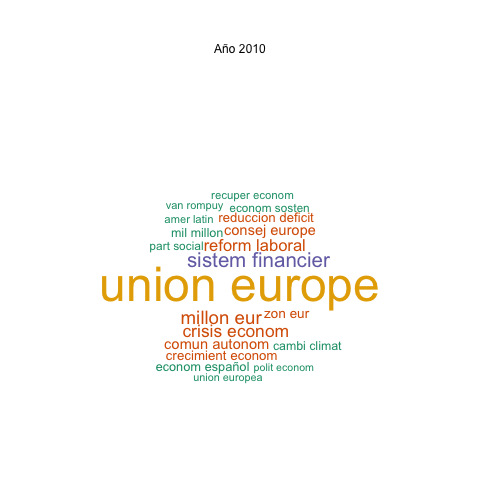 Año 2010
recuper econom
van rompuy
econom sosten
amer latin
reduccion deficit
mil millon
consej europe
part social
reform laboral
sistem financier
union europe
millon eur
zon eur
crisis econom
comun autonom
cambi climat
crecimient econom
econom español
polit econom
union europea